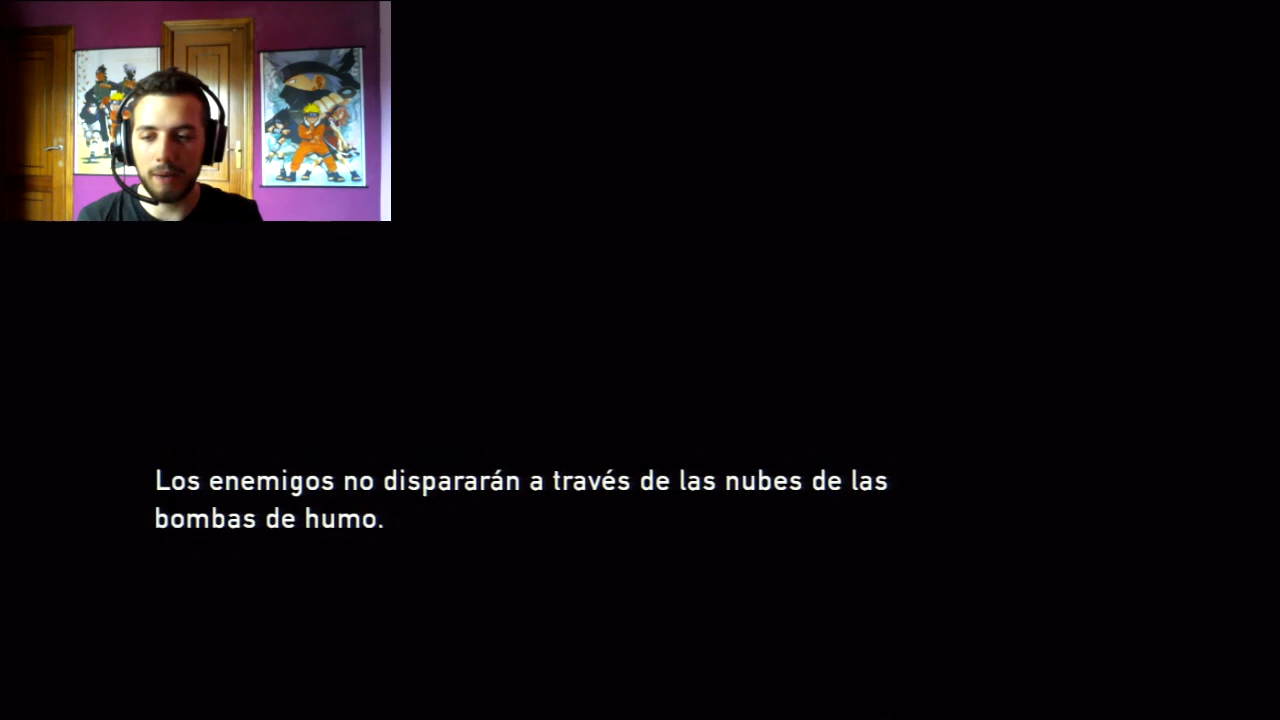 Los enemigos no dispararán a través de las nubes de las
bombas de humo.